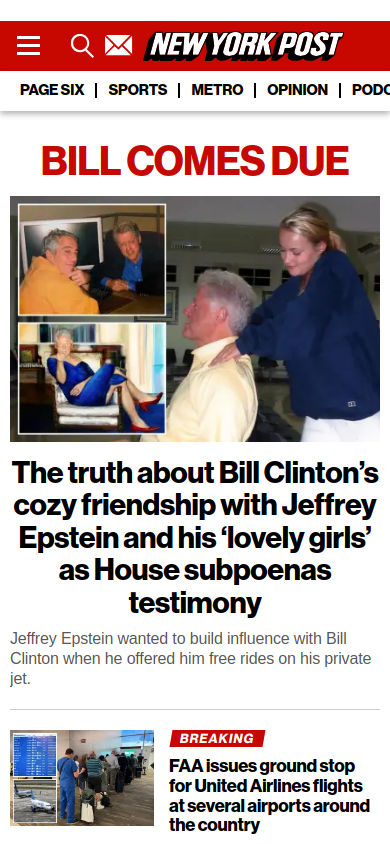 NEW YORK POST
PAGE SIX
SPORTS
METRO
OPINION
PODC
BILL COMES DUE
The truth about Bill Clinton’s
cozy friendship with Jeffrey
Epstein and his ‘lovely girls’
as House subpoenas
testimony
Jeffrey Epstein wanted to build influence with Bill
Clinton when he offered him free rides on his private
jet.
BREAKING
FAA issues ground stop
for United Airlines flights
at several airports around
the country